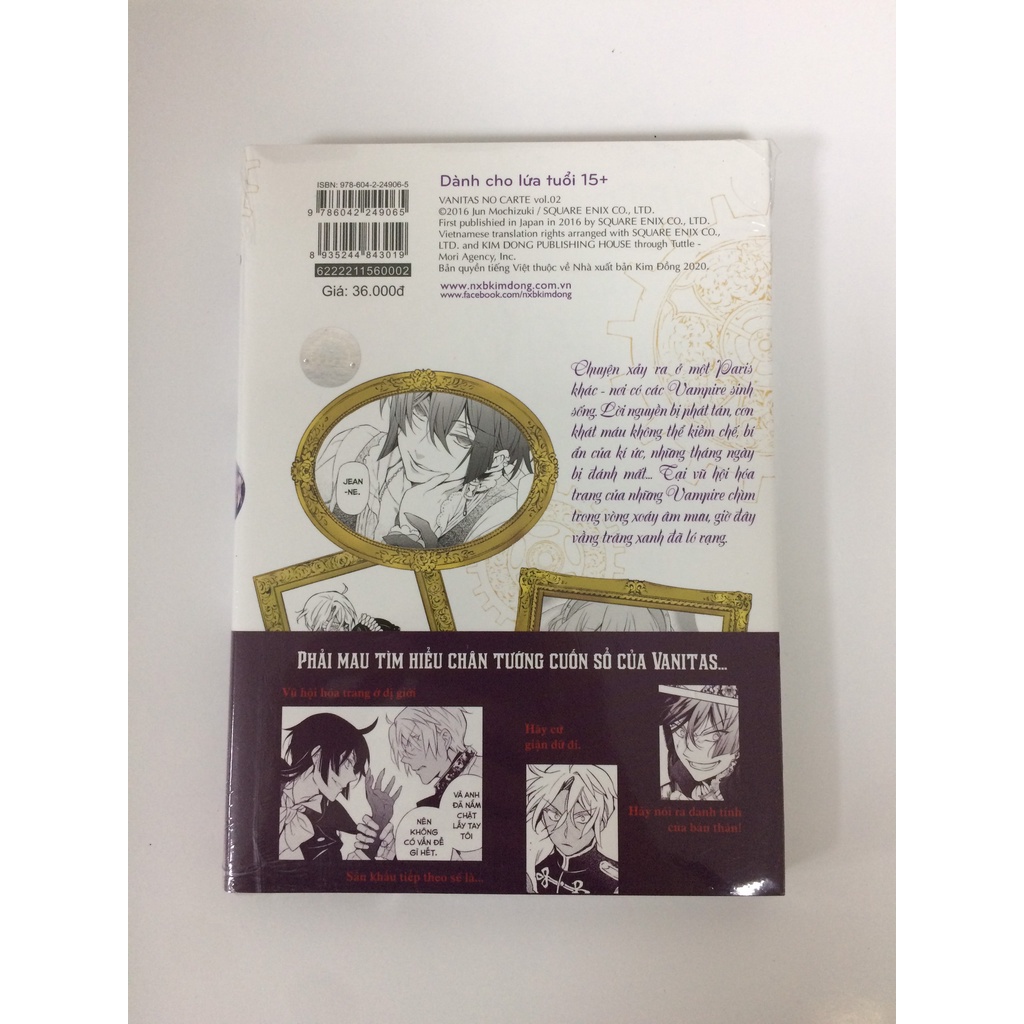 ISBN: 978-604-2-24906-5
9 786042 249065
8 935244 843019
6222211560002
Giá: 36.000đ
Dành cho lứa tuổi 15+
VANITAS NO CARTE vol.02
©2016 Jun Mochizuki / SQUARE ENIX CO., LTD.
First publishied in Japan in 2016 by SQUARE ENIX CO., LTD.
Vietnamese translation rights arranged with SQUARE ENIX CO.,
LTD. and KIM DONG PUBLISHING HOUSE through Tuttle -
Mori Agency, Inc.
Bản quyền tiếng Việt thuộc về Nhà xuất bản Kim Đồng 2020.
www.nxbkimdong.com.vn
www.facebook.com/nxbkimdong
Chuyện xảy ra ở một Paris
khác - nơi có các Vampire sinh
sống. Lời nguyền bị phát tán, cơn
khát máu không thể kiềm chế, bí
ẩn của kí ức, những tháng ngày
bị đánh mất... Tại vũ hội hóa
trang của những Vampire chìm
trong vòng xoáy âm mưu, giờ đây
vầng trăng xanh đã ló rạng.
JEAN
-NE.
PHẢI MAU TÌM HIỂU CHÂN TƯỚNG CUỐN SỔ CỦA VANITAS...
Vũ hội hóa trang ở dị giới
VÀ ANH
ĐÃ NẮM
CHẶT
LẤY TAY
TÔI
NÊN
KHÔNG
CÓ VẤN ĐỀ
GÌ HẾT.
Sân khấu tiếp theo sẽ là...
Hãy cứ
giận dữ đi.
Hãy nói ra danh tính
của bản thân!